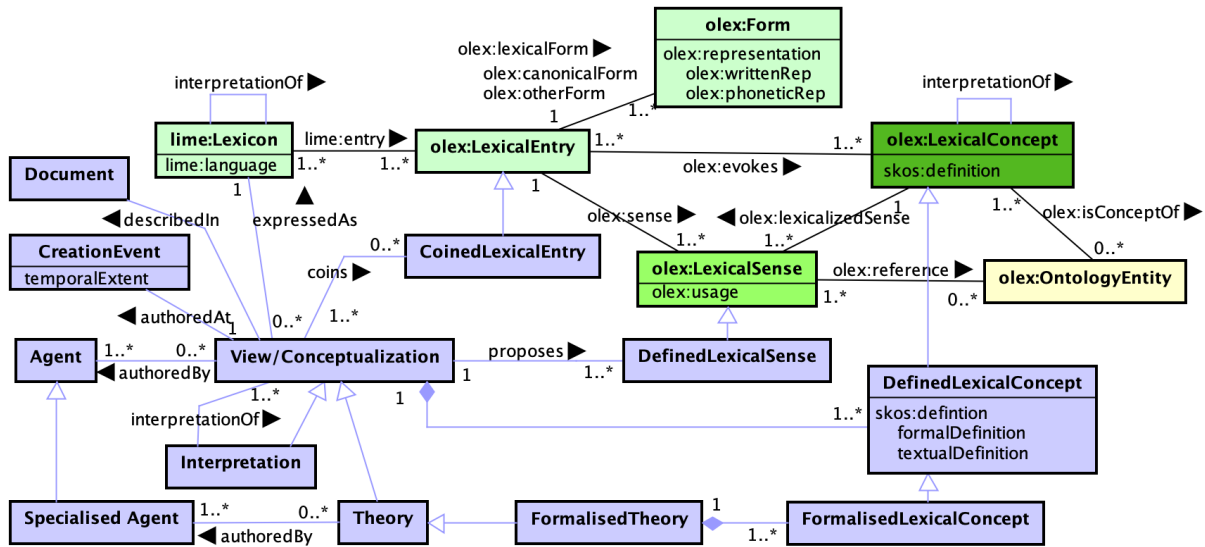 olex:Form
olex:representation
olex:writtenRep
olex:phoneticRep
olex:lexicalForm ▶
olex:canonicalForm
olex:otherForm
1
1..*
interpretationOf ▶
lime:Lexicon
lime:language
lime:entry ▶
1..*
1..*
olex:LexicalEntry
1..*
1..*
olex:evokes ▶
interpretationOf ▶
olex:LexicalConcept
skos:definition
Document
◀ describedIn
1
▲
expressedAs
1
olex:sense ▶
1..*
◀ olex:lexicalizedSense
1
1..*
1..*
olex:isConceptOf ▶
0..*
CreationEvent
temporalExtent
0..*
coins ▶
1..*
CoinedLexicalEntry
olex:LexicalSense
olex:usage
olex:reference ▶
1.*
0..*
olex:OntologyEntity
◀ authoredAt
1
0..*
Agent
1..*
0..*
◀ authoredBy
View/Conceptualization
proposes ▶
1
1..*
DefinedLexicalSense
1
1..*
DefinedLexicalConcept
skos:defintion
formalDefinition
textualDefinition
1..*
interpretationOf ▶
Interpretation
Specialised Agent
1..*
0..*
◀ authoredBy
Theory
FormalisedTheory
1
1..*
FormalisedLexicalConcept